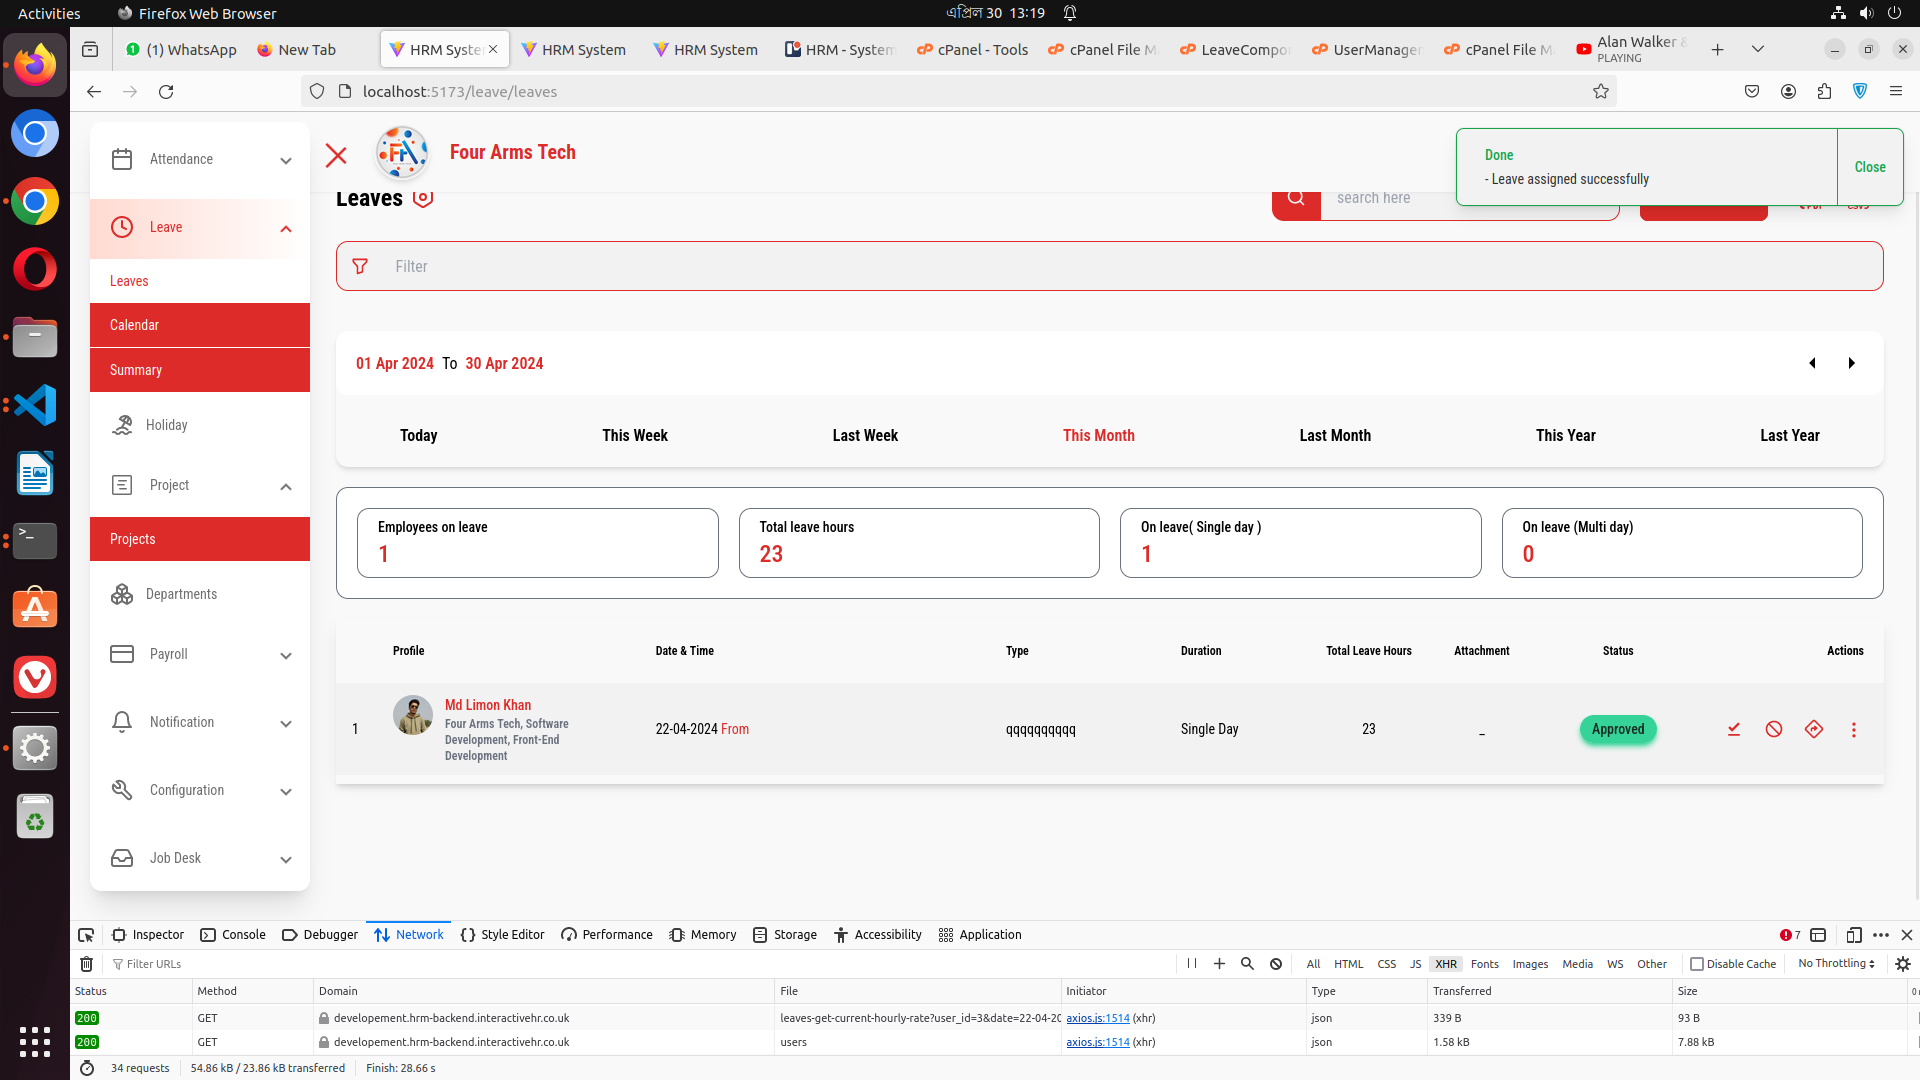 Activities
Firefox Web Browser
এপ্রিল 30 13:19
(1) WhatsApp
New Tab
HRM Syste
HRM System
HRM System
HRM - System
cPanel - Tools
cPanel File M
LeaveCompo
UserManager
cPanel File M
Alan Walker &
PLAYING
localhost:5173/leave/leaves
Attendance
Leave
Leaves
Calendar
Summary
Holiday
Project
Projects
Departments
Payroll
Notification
Configuration
Job Desk
Four Arms Tech
Done
- Leave assigned successfully
Close
Leaves
search here
Filter
01 Apr 2024 To 30 Apr 2024
Today
This Week
Last Week
This Month
Last Month
This Year
Last Year
Employees on leave
1
Total leave hours
23
On leave( Single day )
1
On leave (Multi day)
0
Profile
Date & Time
Type
Duration
Total Leave Hours
Attachment
Status
Actions
1
Md Limon Khan
Four Arms Tech, Software
Development, Front-End
Development
22-04-2024 From
qqqqqqqqqq
Single Day
23
_
Approved
Inspector
Console
Debugger
Network
Style Editor
Performance
Memory
Storage
Accessibility
Application
7
Filter URLs
All
HTML
CSS
JS
XHR
Fonts
Images
Media
WS
Other
Disable Cache
No Throttling
Status
Method
Domain
File
Initiator
Type
Transferred
Size
200
GET
developement.hrm-backend.interactivehr.co.uk
leaves-get-current-hourly-rate?user_id=3&date=22-04-20
axios.js:1514 (xhr)
json
339 B
93 B
200
GET
developement.hrm-backend.interactivehr.co.uk
users
axios.js:1514 (xhr)
json
1.58 kB
7.88 kB
34 requests
54.86 kB / 23.86 kB transferred
Finish: 28.66 s